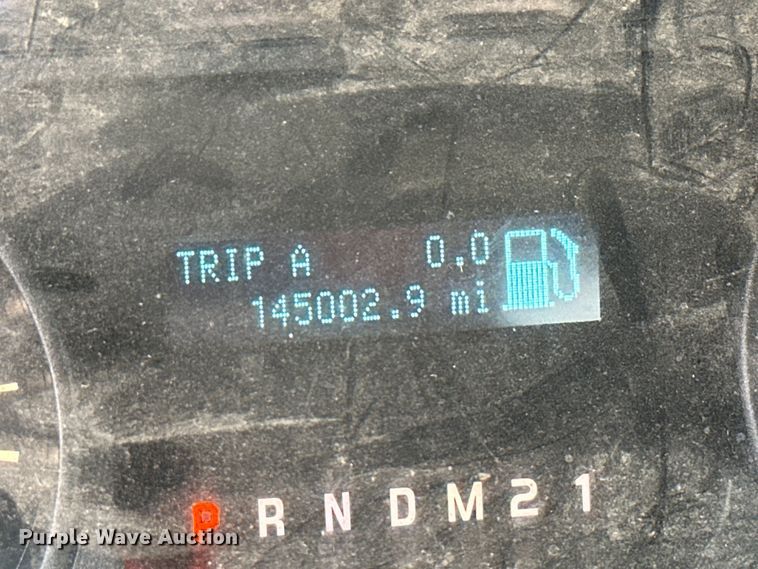 TRIP A 0.0
145002.9 mi
P R N D M 2 1
Purple Wave Auction